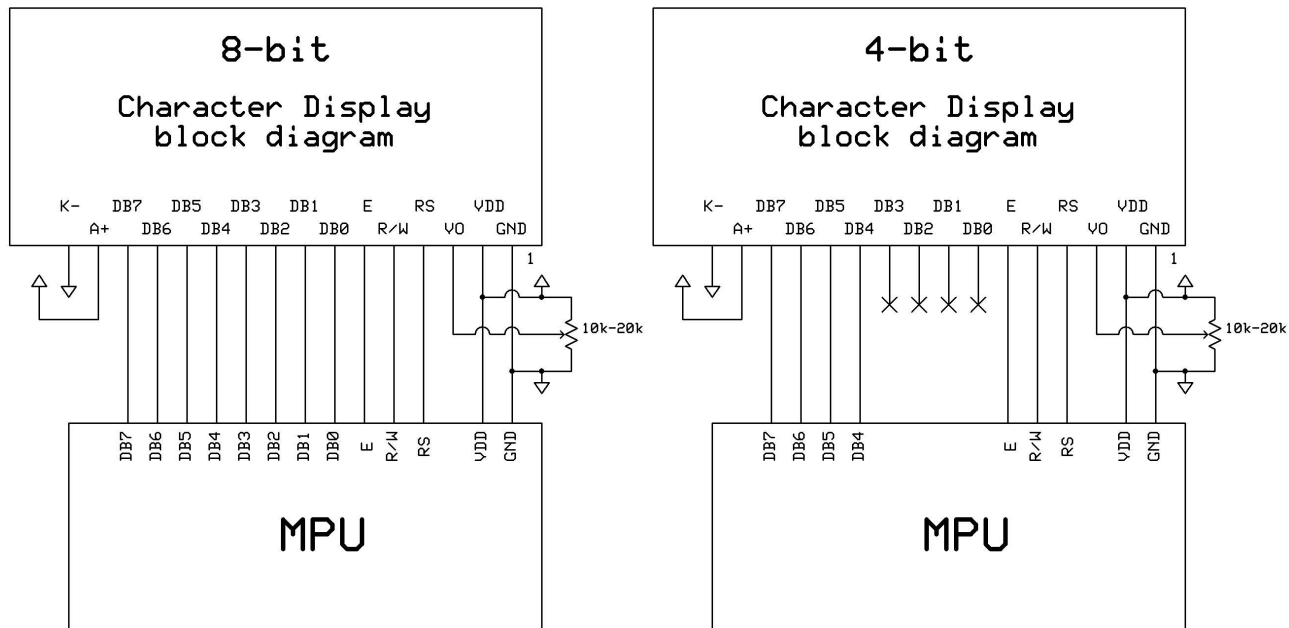 8-bit
Character Display
block diagram
K- DB7 DB5 DB3 DB1 E RS VDD
A+ DB6 DB4 DB2 DB0 R/W VO GND
1
10k-20k
DB7 DB6 DB5 DB4 DB3 DB2 DB1 DB0 E R/W RS VDD GND
MPU
4-bit
Character Display
block diagram
K- DB7 DB5 DB3 DB1 E RS VDD
A+ DB6 DB4 DB2 DB0 R/W VO GND
1
10k-20k
DB7 DB6 DB5 DB4 E R/W RS VDD GND
MPU